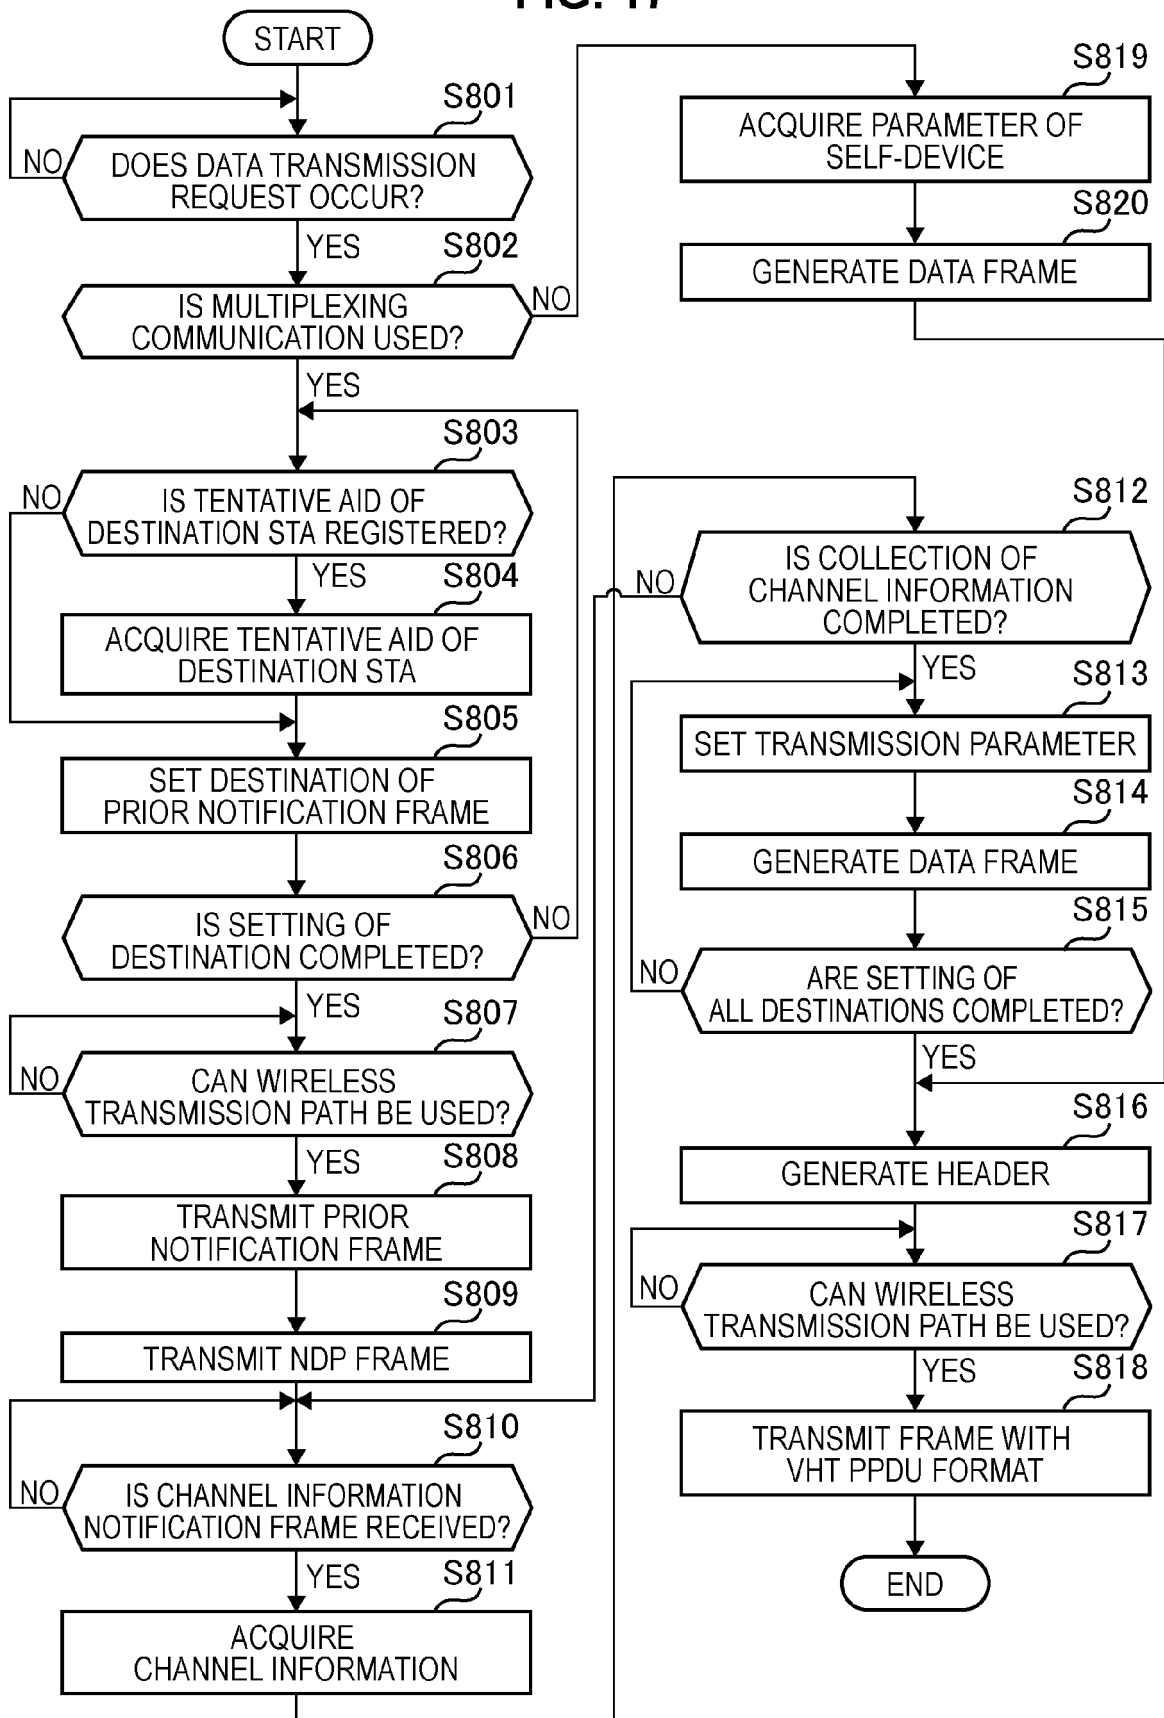 FIG. 17
START
S801
NO
DOES DATA TRANSMISSION
REQUEST OCCUR?
YES
S802
IS MULTIPLEXING
COMMUNICATION USED?
NO
YES
S803
NO
IS TENTATIVE AID OF
DESTINATION STA REGISTERED?
YES
S804
ACQUIRE TENTATIVE AID OF
DESTINATION STA
S805
SET DESTINATION OF
PRIOR NOTIFICATION FRAME
S806
IS SETTING OF
DESTINATION COMPLETED?
NO
YES
S807
NO
CAN WIRELESS
TRANSMISSION PATH BE USED?
YES
S808
TRANSMIT PRIOR
NOTIFICATION FRAME
S809
TRANSMIT NDP FRAME
S810
NO
IS CHANNEL INFORMATION
NOTIFICATION FRAME RECEIVED?
YES
S811
ACQUIRE
CHANNEL INFORMATION
S819
ACQUIRE PARAMETER OF
SELF-DEVICE
S820
GENERATE DATA FRAME
S812
NO
IS COLLECTION OF
CHANNEL INFORMATION
COMPLETED?
YES
S813
SET TRANSMISSION PARAMETER
S814
GENERATE DATA FRAME
S815
NO
ARE SETTING OF
ALL DESTINATIONS COMPLETED?
YES
S816
GENERATE HEADER
S817
NO
CAN WIRELESS
TRANSMISSION PATH BE USED?
YES
S818
TRANSMIT FRAME WITH
VHT PPDU FORMAT
END